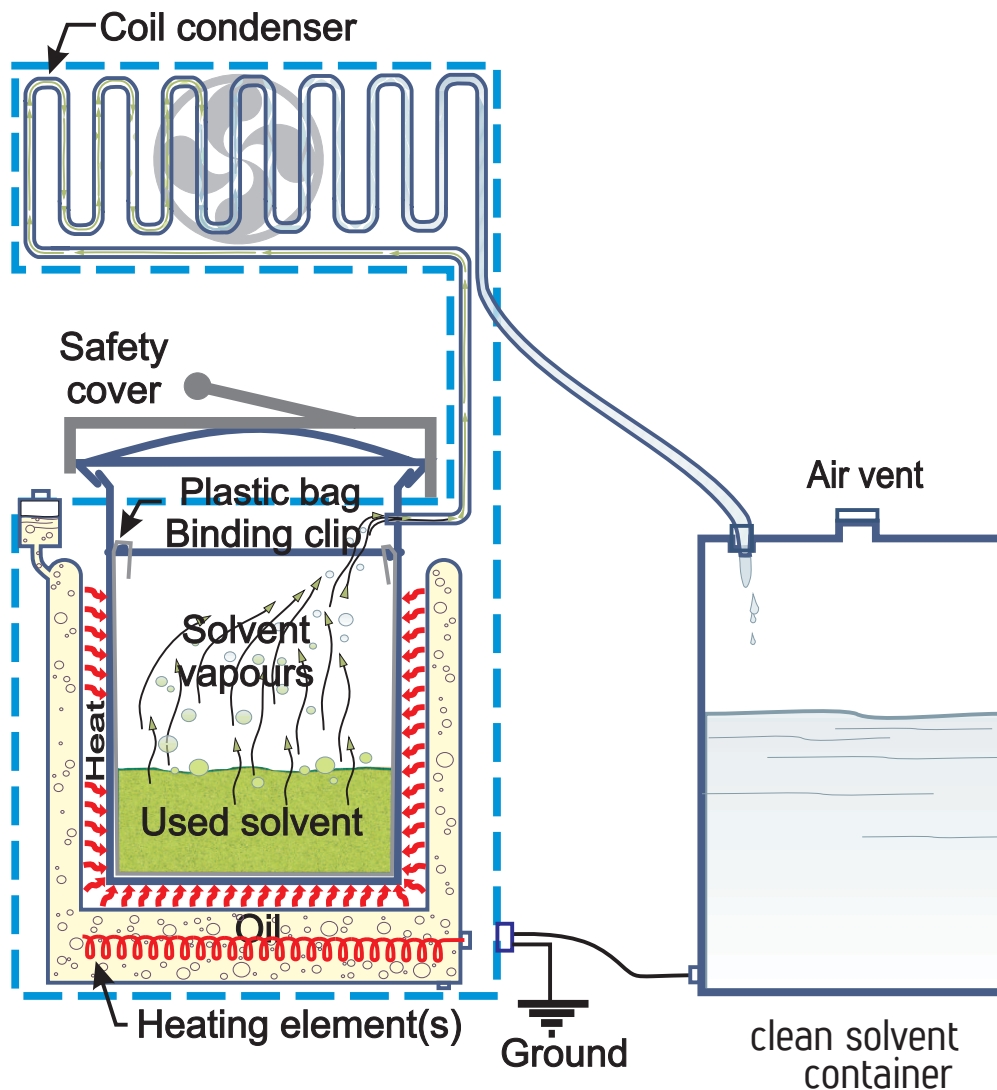 Coil condenser
Safety
cover
Plastic bag
Binding clip
Air vent
Solvent
vapours
Heat
Used solvent
Oil
Heating element(s)
Ground
clean solvent
container